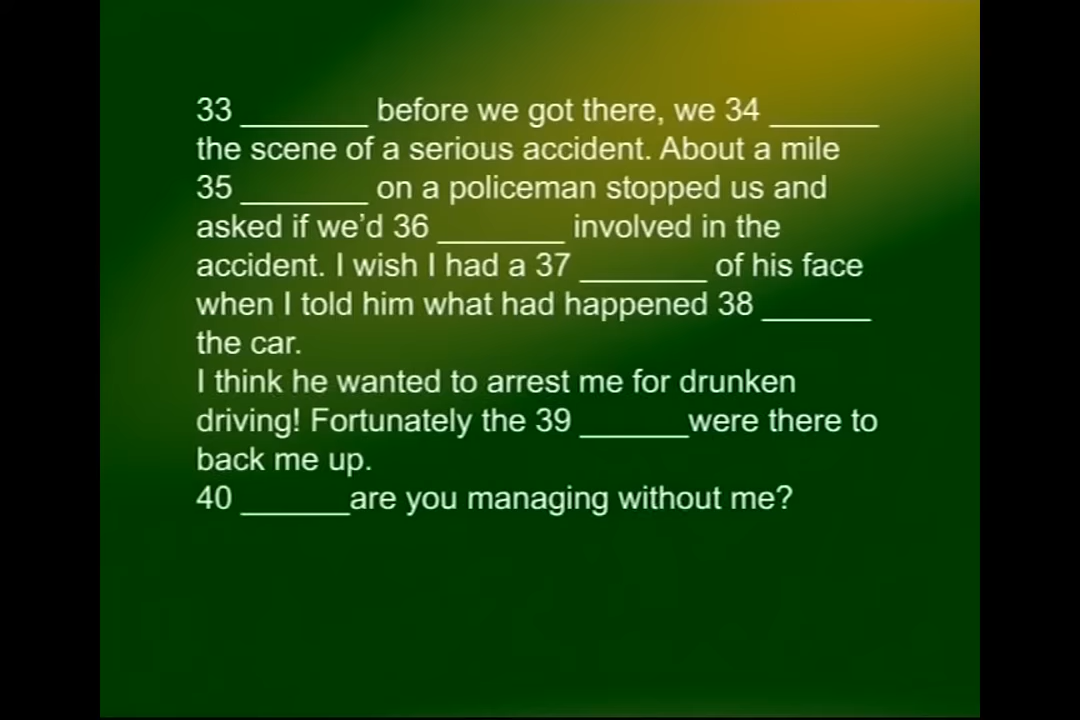 33 ________ before we got there, we 34 _______
the scene of a serious accident. About a mile
35 ________ on a policeman stopped us and
asked if we’d 36 ________ involved in the
accident. I wish I had a 37 ________ of his face
when I told him what had happened 38 _______
the car.
I think he wanted to arrest me for drunken
driving! Fortunately the 39 _______were there to
back me up.
40 _______are you managing without me?